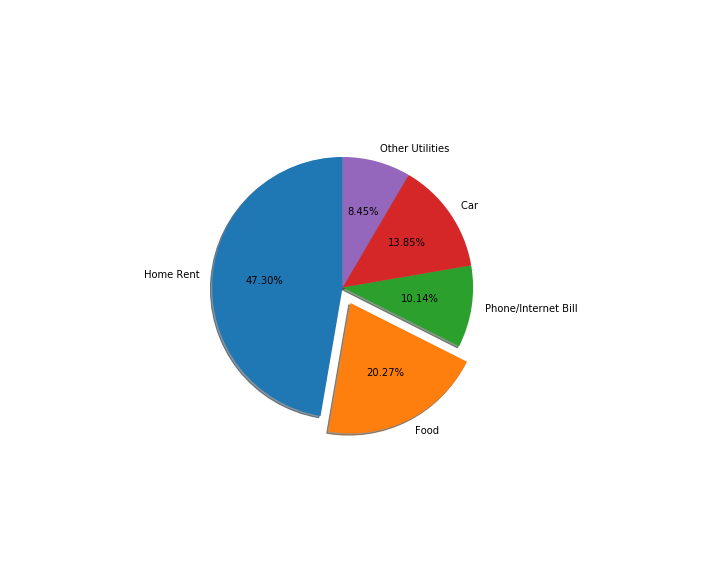 Other Utilities
8.45%
Car
13.85%
Home Rent
47.30%
10.14%
Phone/Internet Bill
20.27%
Food